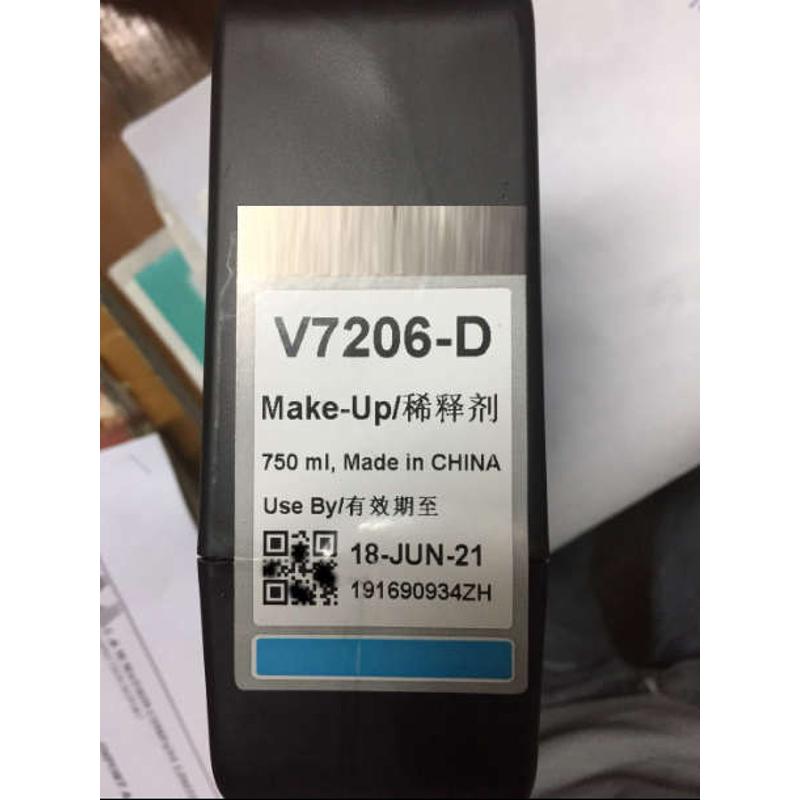 V7206-D
Make-Up/稀释剂
750 ml, Made in CHINA
Use By/有效期至
18-JUN-21
191690934ZH